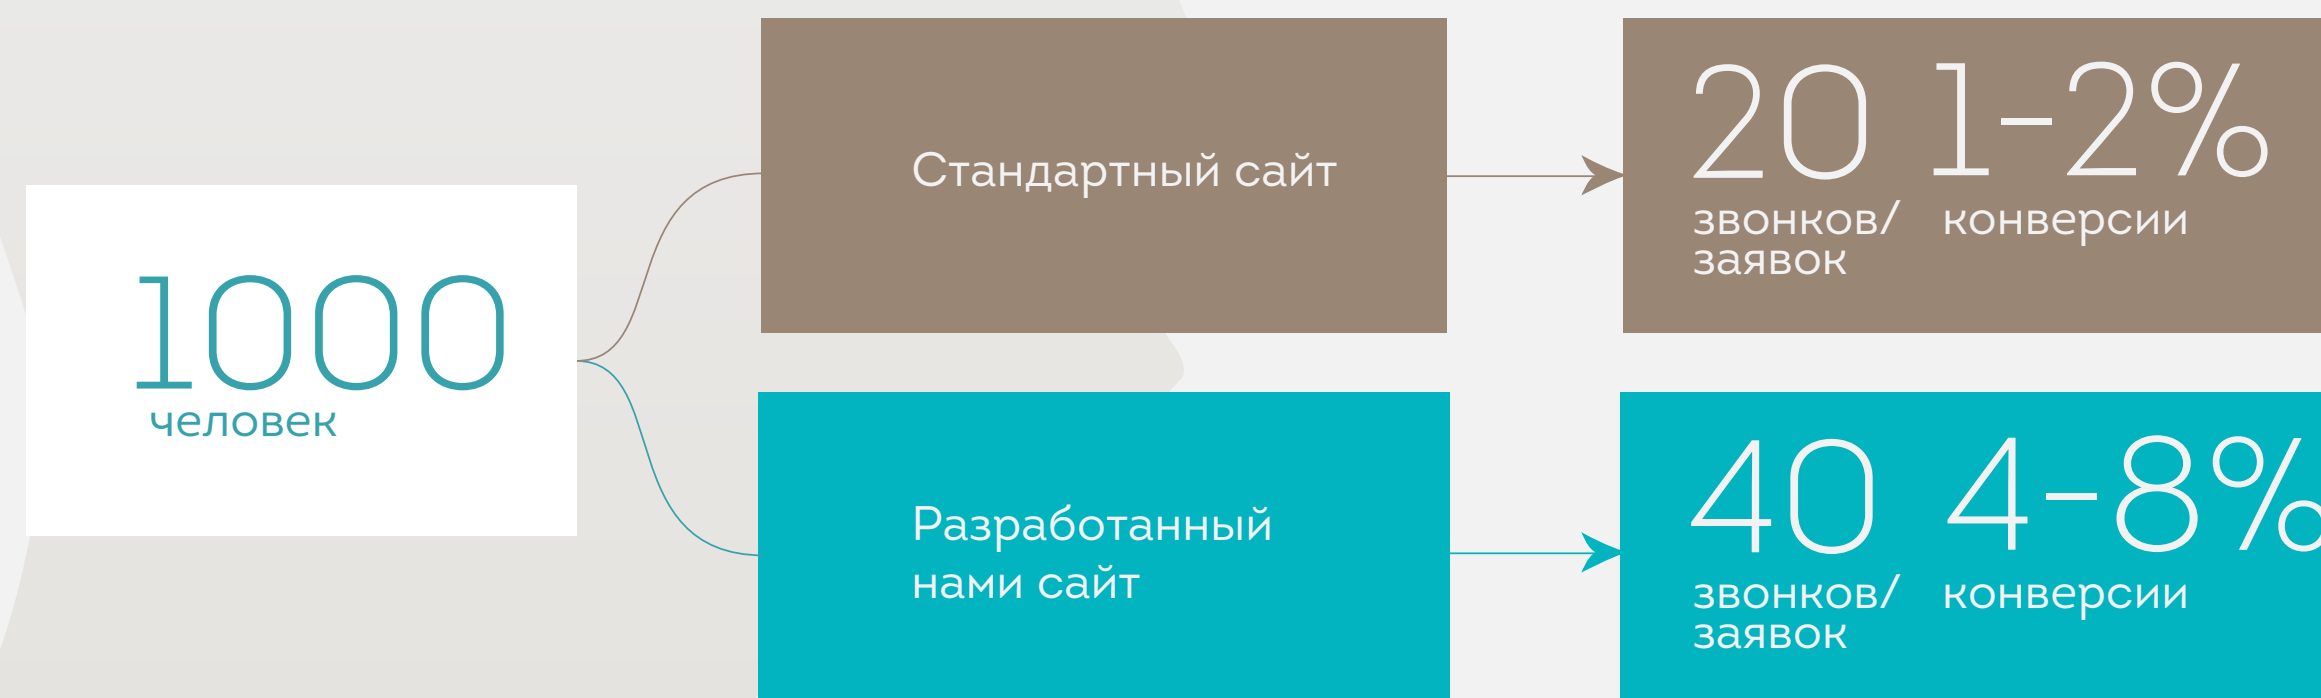 1000
человек
Стандартный сайт
20 1-2%
звонков/ конверсии
заявок
Разработанный
нами сайт
40 4-8%
звонков/ конверсии
заявок